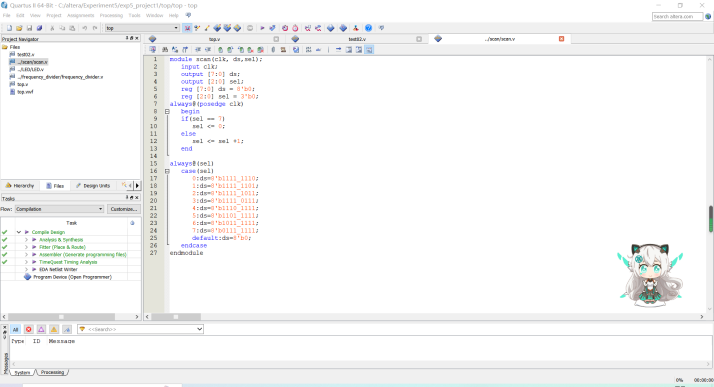 Quartus II 64-Bit - C:/altera/Experiment5/exp5_project1/top/top - top
File Edit View Project Assignments Processing Tools Window Help
Search altera.com
top
Project Navigator
top.v
test02.v
../scan/scan.v
Files
test02.v
../scan/scan.v
../LED/LED.v
../frequency_divider/frequency_divider.v
top.v
top.vwf
Hierarchy Files Design Units
Tasks
Flow: Compilation Customize...
Task
Compile Design
Analysis & Synthesis
Fitter (Place & Route)
Assembler (Generate programming files)
TimeQuest Timing Analysis
EDA Netlist Writer
Program Device (Open Programmer)
1 module scan(clk, ds,sel);
2 input clk;
3 output [7:0] ds;
4 output [2:0] sel;
5 reg [7:0] ds = 8'b0;
6 reg [2:0] sel = 3'b0;
7 always@(posedge clk)
8 begin
9 if(sel == 7)
10 sel <= 0;
11 else
12 sel <= sel +1;
13 end
14
15 always@(sel)
16 case(sel)
17 0:ds=8'b1111_1110;
18 1:ds=8'b1111_1101;
19 2:ds=8'b1111_1011;
20 3:ds=8'b1111_0111;
21 4:ds=8'b1110_1111;
22 5:ds=8'b1101_1111;
23 6:ds=8'b1011_1111;
24 7:ds=8'b0111_1111;
25 default:ds=8'b0;
26 endcase
27 endmodule
All
<<Search>>
Type ID Message
Messages
System Processing
0% 00:00:00